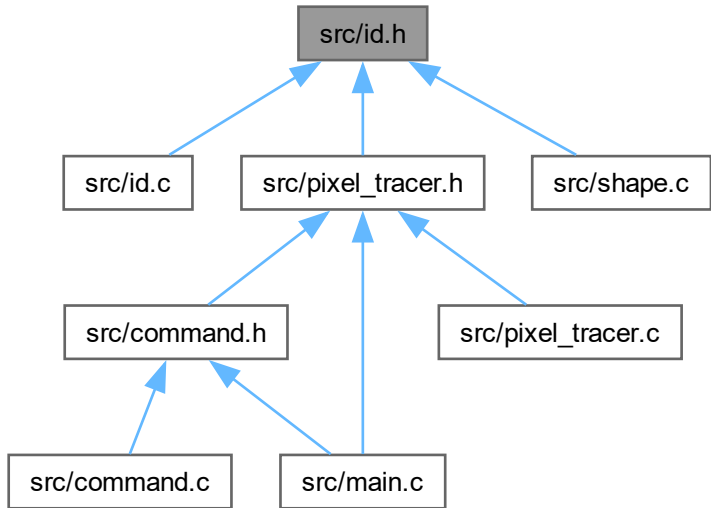 src/id.h
src/id.c
src/pixel_tracer.h
src/shape.c
src/command.h
src/pixel_tracer.c
src/command.c
src/main.c